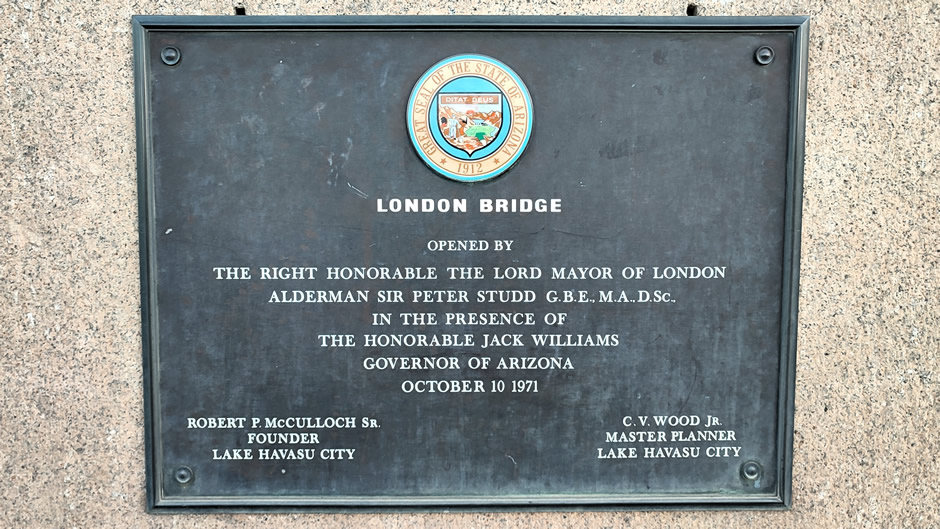 GREAT SEAL OF THE STATE OF ARIZONA
DITAT DEUS
1912
LONDON BRIDGE
OPENED BY
THE RIGHT HONORABLE THE LORD MAYOR OF LONDON
ALDERMAN SIR PETER STUDD G.B.E., M.A., D.Sc.,
IN THE PRESENCE OF
THE HONORABLE JACK WILLIAMS
GOVERNOR OF ARIZONA
OCTOBER 10 1971
ROBERT P. McCULLOCH Sr.
FOUNDER
LAKE HAVASU CITY
C. V. WOOD Jr.
MASTER PLANNER
LAKE HAVASU CITY